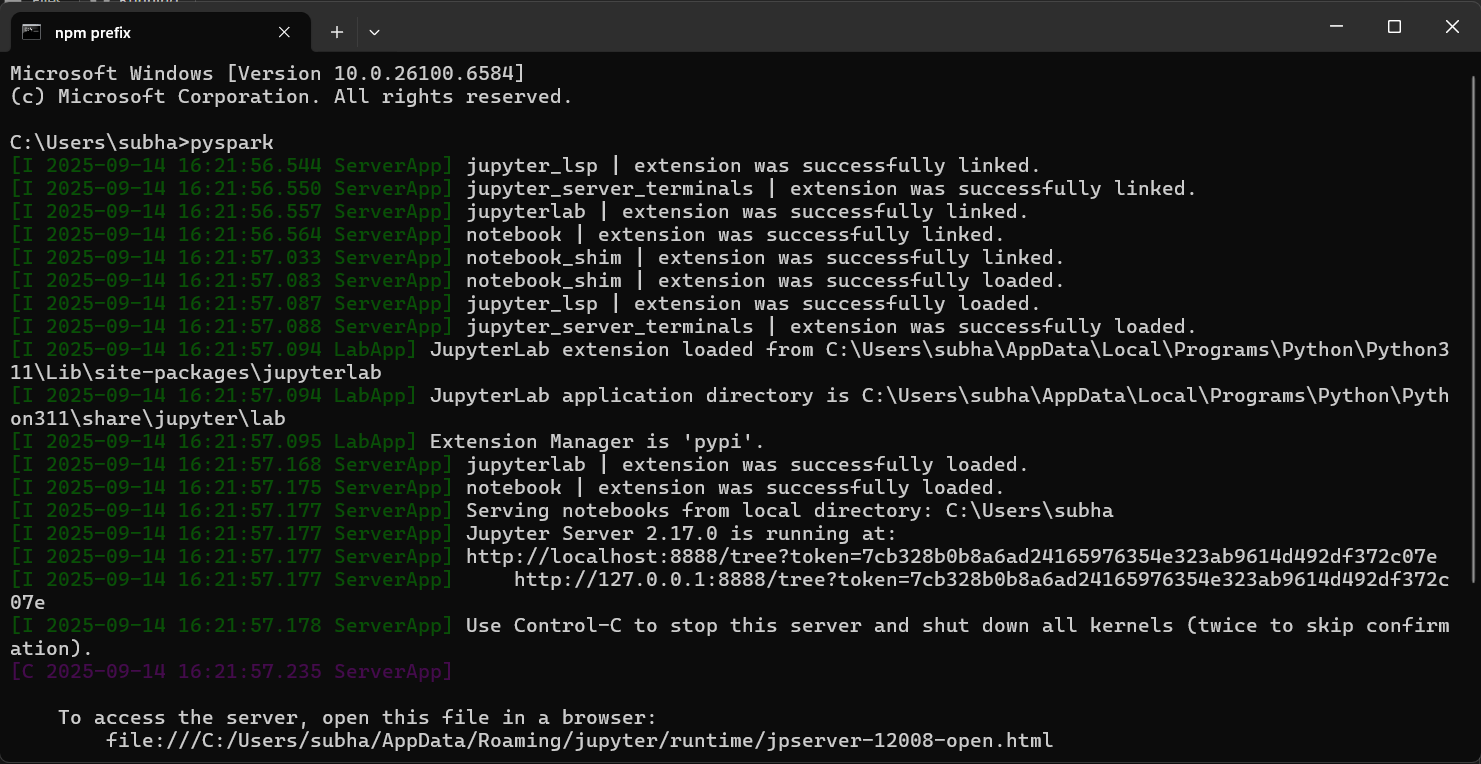 npm prefix
Microsoft Windows [Version 10.0.26100.6584]
(c) Microsoft Corporation. All rights reserved.
C:\Users\subha>pyspark
[I 2025-09-14 16:21:56.544 ServerApp] jupyter_lsp | extension was successfully linked.
[I 2025-09-14 16:21:56.550 ServerApp] jupyter_server_terminals | extension was successfully linked.
[I 2025-09-14 16:21:56.557 ServerApp] jupyterlab | extension was successfully linked.
[I 2025-09-14 16:21:56.564 ServerApp] notebook | extension was successfully linked.
[I 2025-09-14 16:21:57.033 ServerApp] notebook_shim | extension was successfully linked.
[I 2025-09-14 16:21:57.083 ServerApp] notebook_shim | extension was successfully loaded.
[I 2025-09-14 16:21:57.087 ServerApp] jupyter_lsp | extension was successfully loaded.
[I 2025-09-14 16:21:57.088 ServerApp] jupyter_server_terminals | extension was successfully loaded.
[I 2025-09-14 16:21:57.094 LabApp] JupyterLab extension loaded from C:\Users\subha\AppData\Local\Programs\Python\Python3
11\Lib\site-packages\jupyterlab
[I 2025-09-14 16:21:57.094 LabApp] JupyterLab application directory is C:\Users\subha\AppData\Local\Programs\Python\Pyth
on311\share\jupyter\lab
[I 2025-09-14 16:21:57.095 LabApp] Extension Manager is 'pypi'.
[I 2025-09-14 16:21:57.168 ServerApp] jupyterlab | extension was successfully loaded.
[I 2025-09-14 16:21:57.175 ServerApp] notebook | extension was successfully loaded.
[I 2025-09-14 16:21:57.177 ServerApp] Serving notebooks from local directory: C:\Users\subha
[I 2025-09-14 16:21:57.177 ServerApp] Jupyter Server 2.17.0 is running at:
[I 2025-09-14 16:21:57.177 ServerApp] http://localhost:8888/tree?token=7cb328b0b8a6ad24165976354e323ab9614d492df372c07e
[I 2025-09-14 16:21:57.177 ServerApp]     http://127.0.0.1:8888/tree?token=7cb328b0b8a6ad24165976354e323ab9614d492df372c
07e
[I 2025-09-14 16:21:57.178 ServerApp] Use Control-C to stop this server and shut down all kernels (twice to skip confirm
ation).
[C 2025-09-14 16:21:57.235 ServerApp]
To access the server, open this file in a browser:
file:///C:/Users/subha/AppData/Roaming/jupyter/runtime/jpserver-12008-open.html